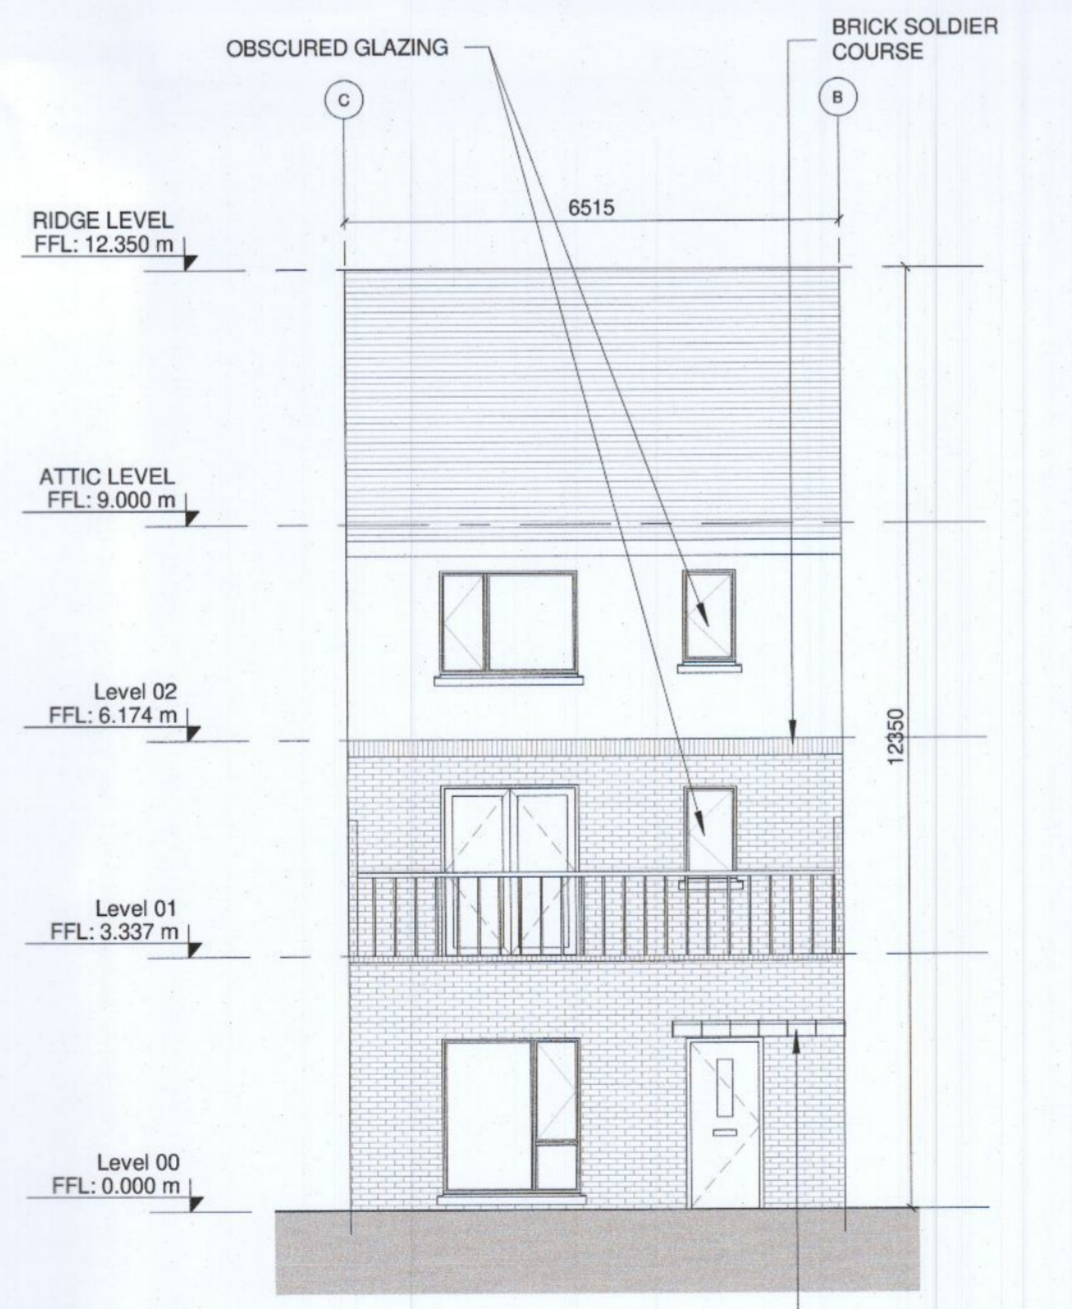 OBSCURED GLAZING
BRICK SOLDIER
COURSE
C
B
6515
RIDGE LEVEL
FFL: 12.350 m
ATTIC LEVEL
FFL: 9.000 m
Level 02
FFL: 6.174 m
12350
Level 01
FFL: 3.337 m
Level 00
FFL: 0.000 m